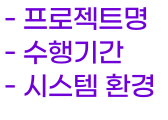 - 프로젝트명
- 수행기간
- 시스템 환경